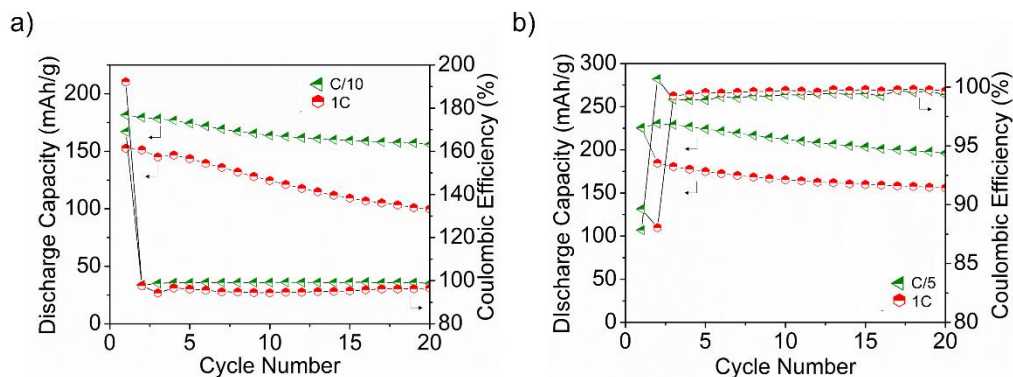 a)
Discharge Capacity (mAh/g)
200
150
100
50
0
C/10
1C
200
180
160
140
120
100
80
Coulombic Efficiency (%)
0 5 10 15 20
Cycle Number
b)
Discharge Capacity (mAh/g)
300
250
200
150
100
50
0
C/5
1C
100
95
90
85
80
Coulombic Efficiency (%)
0 5 10 15 20
Cycle Number